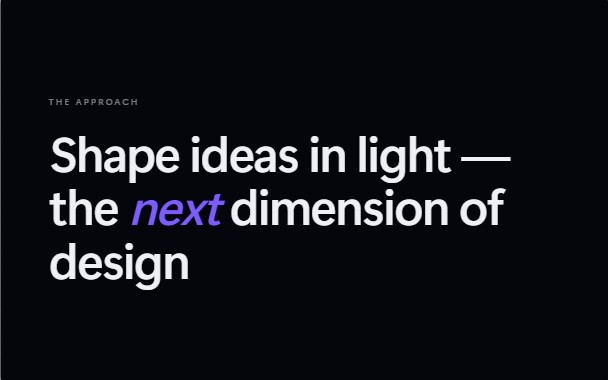 THE APPROACH
Shape ideas in light —
the next dimension of
design